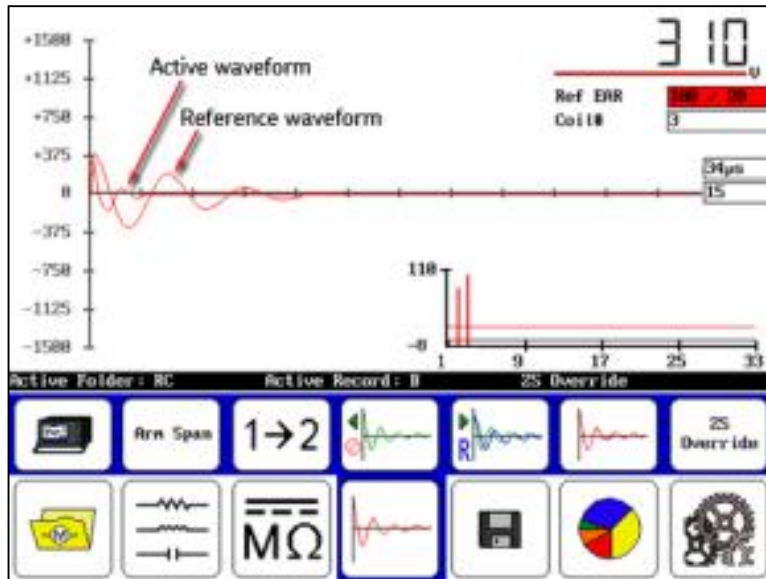 310
V
+1500
Active waveform
+1125
Ref EAR
Coil# 3
+750
Reference waveform
+375
34µs
0
15
-375
-750
110
-1125
-0
-1500
1 9 17 25 33
Active Folder: RC Active Record: B 2S Override
Arm Span 1→2 R 2S
Override
M MΩ